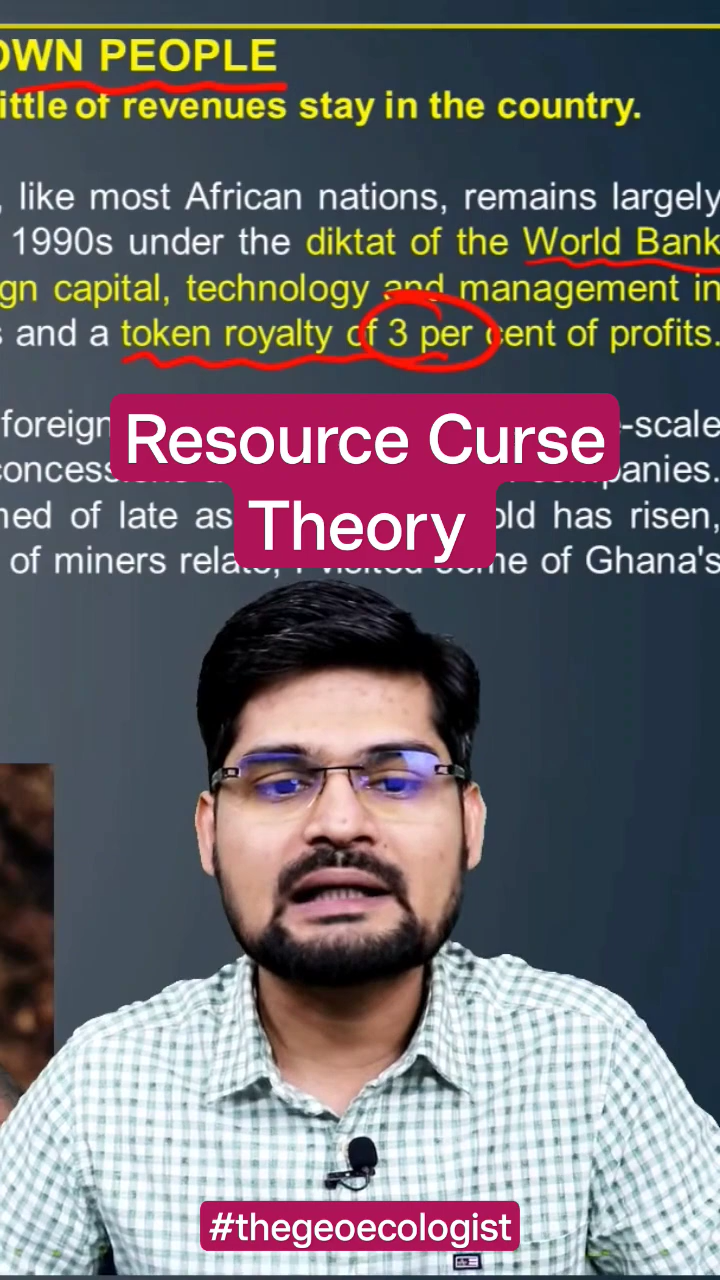 OWN PEOPLE
ittle of revenues stay in the country.
, like most African nations, remains largely
1990s under the diktat of the World Bank
gn capital, technology and management in
s and a token royalty of 3 per cent of profits.
foreign -scale
Resource Curse
companies.
ned of late as old has risen,
Theory
of miners relate, I visited some of Ghana's
#thegeoecologist